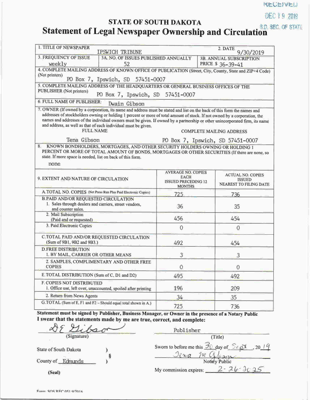 RECEIVED
DEC 19 2019
S.D. SEC. OF STATE
STATE OF SOUTH DAKOTA
Statement of Legal Newspaper Ownership and Circulation
1. TITLE OF NEWSPAPER
IPSWICH TRIBUNE
2. DATE
9/30/2019
3. FREQUENCY OF ISSUE
weekly
3A. NO. OF ISSUES PUBLISHED ANNUALLY
52
3B. ANNUAL SUBSCRIPTION
PRICE $ 36-39-41
4. COMPLETE MAILING ADDRESS OF KNOWN OFFICE OF PUBLICATION (Street, City, County, State and ZIP+4 Code)
(Not printers)
PO Box 7, Ipswich, SD 57451-0007
5. COMPLETE MAILING ADDRESS OF THE HEADQUARTERS OR GENERAL BUSINESS OFFICES OF THE
PUBLISHER (Not printers)
PO Box 7, Ipswich, SD 57451-0007
6. FULL NAME OF PUBLISHER:
Dwain Gibson
7. OWNER (If owned by a corporation, its name and address must be stated and list on the back of this form the names and
addresses of stockholders owning or holding 1 percent or more of total amount of stock. If not owned by a corporation, the
names and addresses of the individual owners must be given. If owned by a partnership or other unincorporated firm, its name
and address, as well as that of each individual must be given).
FULL NAME
COMPLETE MAILING ADDRESS
Tena Gibson
PO Box 7, Ipswich, SD 57451-0007
8. KNOWN BONDHOLDERS, MORTGAGEES, AND OTHER SECURITY HOLDERS OWNING OR HOLDING 1
PERCENT OR MORE OF TOTAL AMOUNT OF BONDS, MORTGAGES OR OTHER SECURITIES (If there are none, so
state. If more space is needed, list on back of this form.
NONE
9. EXTENT AND NATURE OF CIRCULATION
AVERAGE NO. COPIES
EACH
ISSUED PRECEDING 12
MONTHS
ACTUAL NO. COPIES
ISSUED
NEAREST TO FILING DATE
A. TOTAL NO. COPIES (Net Press Run Plus Paid Electronic Copies)
725
736
B. PAID AND/OR REQUESTED CIRCULATION
1. Sales through dealers and carriers, street vendors,
and counter sales.
36
35
2. Mail Subscription
(Paid and or requested)
456
454
3. Paid Electronic Copies
0
0
C. TOTAL PAID AND/OR REQUESTED CIRCULATION
(Sum of 9B1, 9B2 and 9B3.)
492
454
D. FREE DISTRIBUTION
1. BY MAIL, CARRIER OR OTHER MEANS
3
3
2. SAMPLES, COMPLIMENTARY AND OTHER FREE
COPIES
0
0
E. TOTAL DISTRIBUTION (Sum of C, D1 and D2)
495
492
F. COPIES NOT DISTRIBUTED
1. Office use, left over, unaccounted, spoiled after printing
196
209
2. Return from News Agents
34
35
G. TOTAL (Sum of E, F1 and F2 - Should equal total shown in A.)
725
736
Statement must be signed by Publisher, Business Manager, or Owner in the presence of a Notary Public
I swear that the statements made by me are true, correct, and complete:
DE Gibson
(Signature)
Publisher
(Title)
State of South Dakota )
§
County of Edmunds )
(Seal)
Sworn to before me this 30 day of Sept, 2019
Notary Public
My commission expires: 2-26-2025